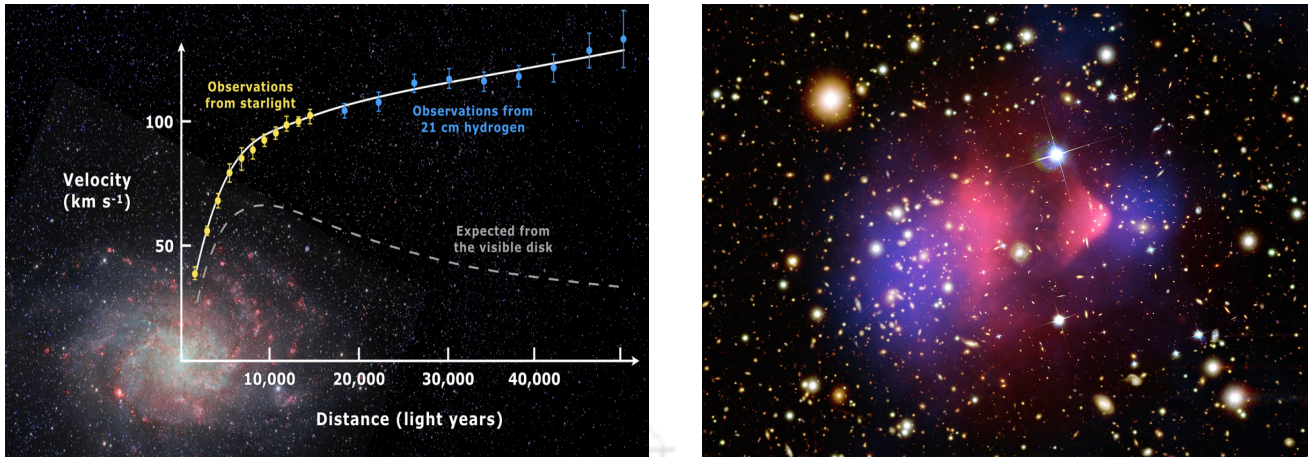 Observations
from starlight
100
Observations from
21 cm hydrogen
Velocity
(km s⁻¹)
50
Expected from
the visible disk
10,000
20,000
30,000
40,000
Distance (light years)